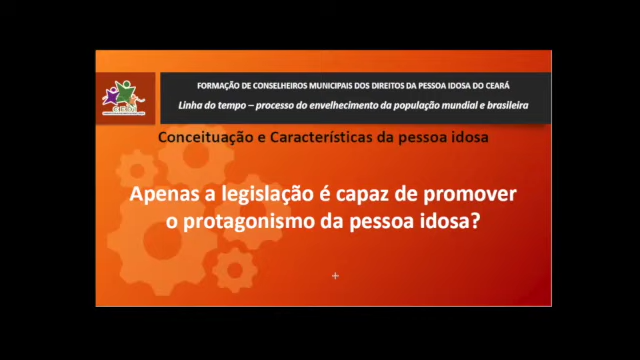 FORMAÇÃO DE CONSELHEIROS MUNICIPAIS DOS DIREITOS DA PESSOA IDOSA DO CEARÁ
Linha do tempo – processo do envelhecimento da população mundial e brasileira
Conceituação e Características da pessoa idosa
Apenas a legislação é capaz de promover
o protagonismo da pessoa idosa?